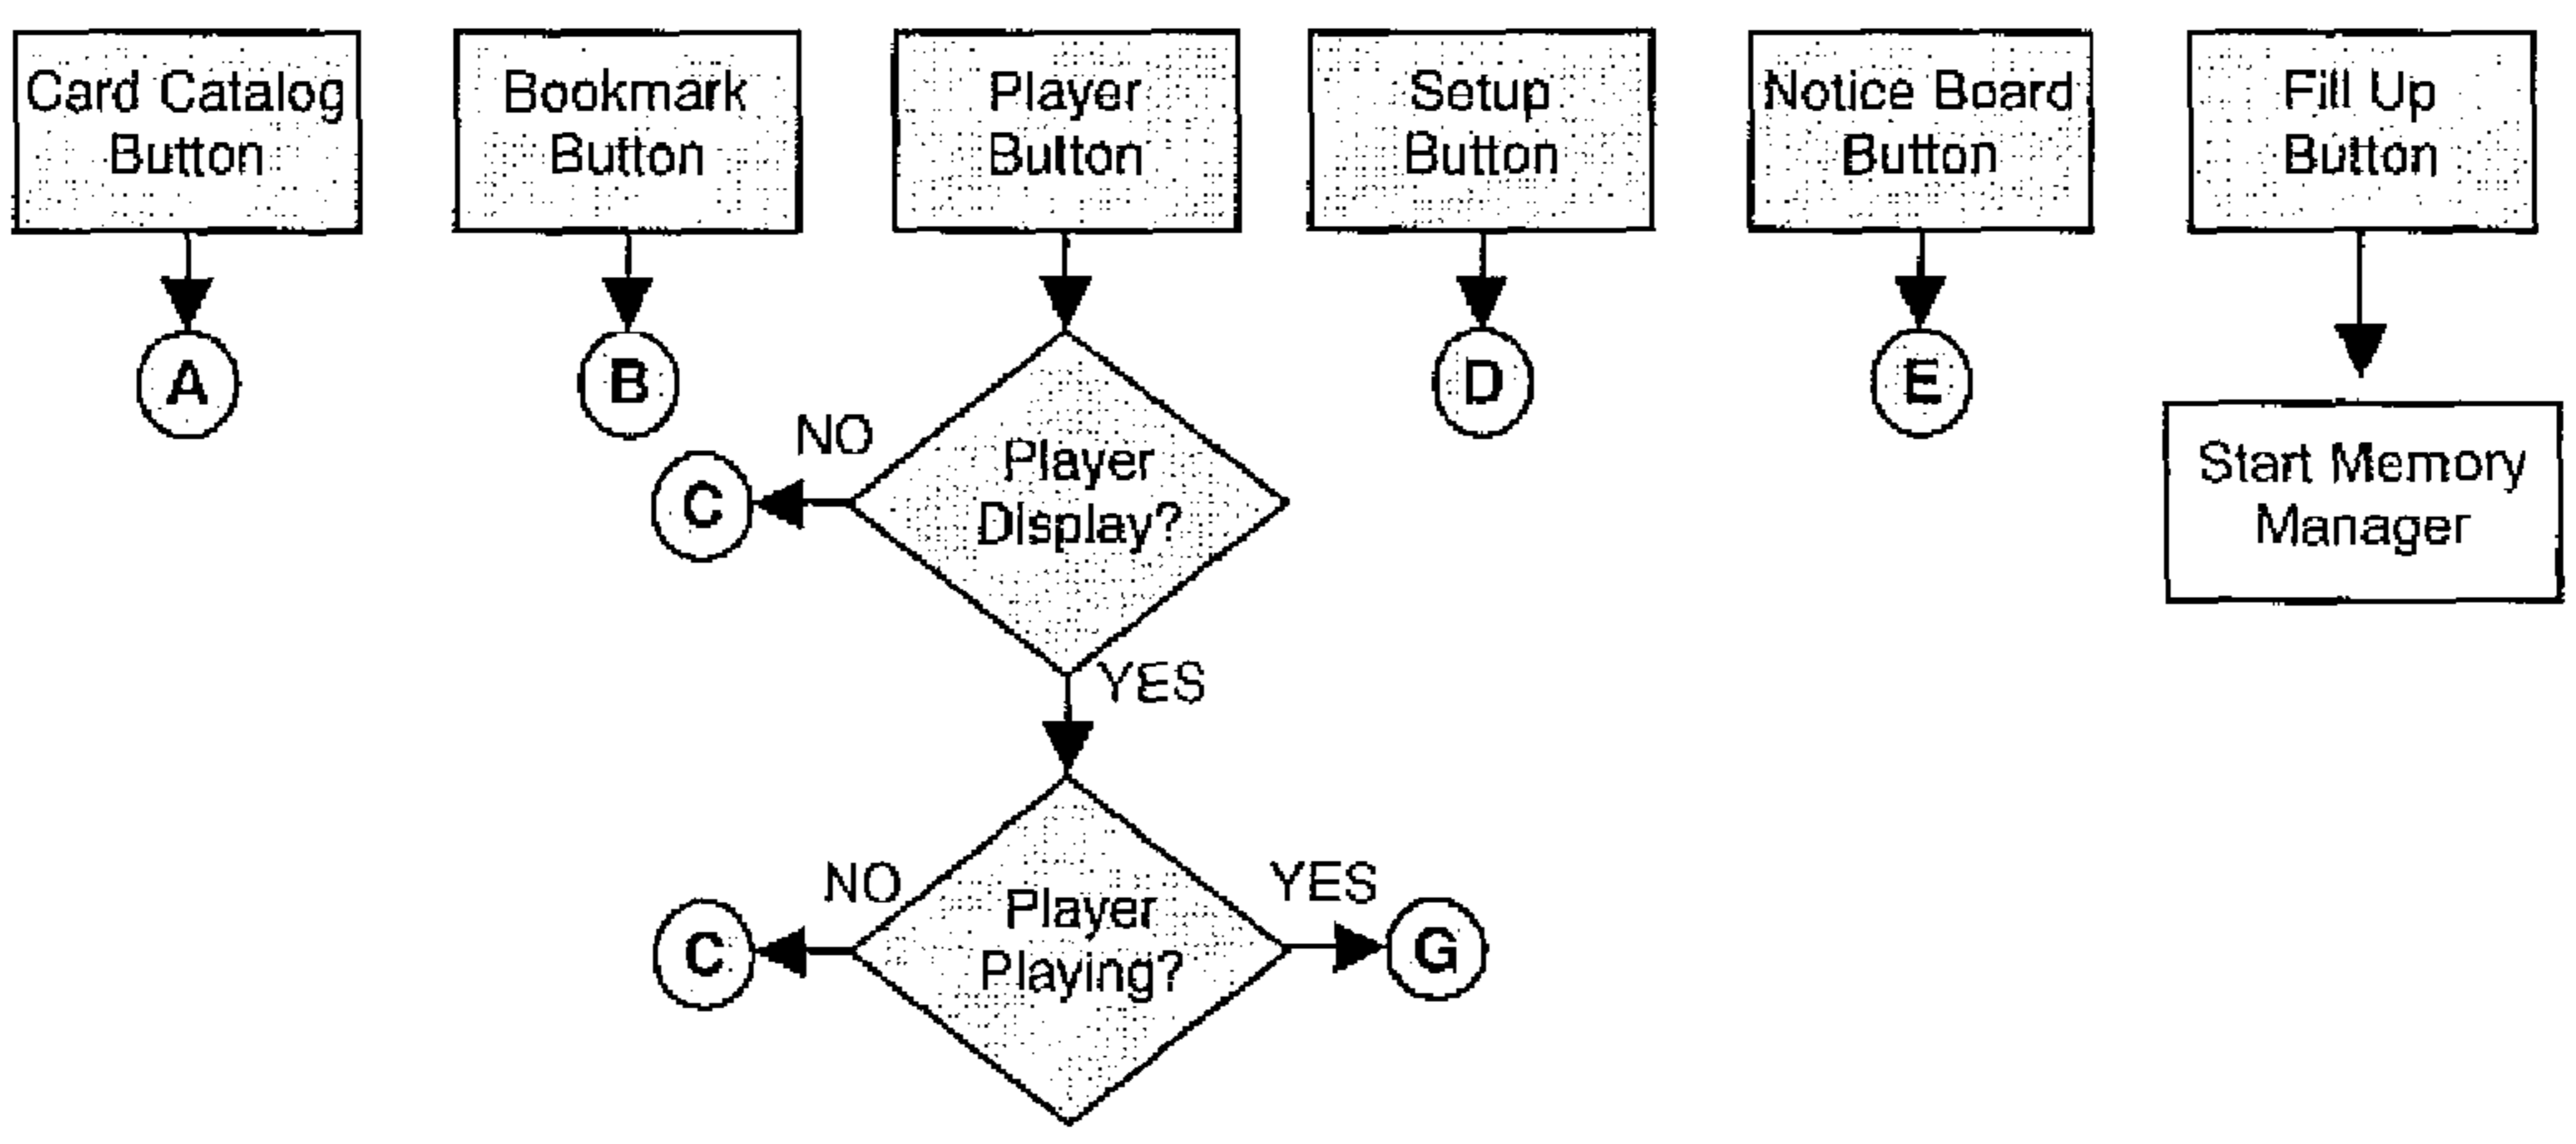 Card Catalog
Button
Bookmark
Button
Player
Button
Setup
Button
Notice Board
Button
Fill Up
Button
A
B
D
E
NO
C
Player
Display?
Start Memory
Manager
YES
NO
YES
C
Player
Playing?
G